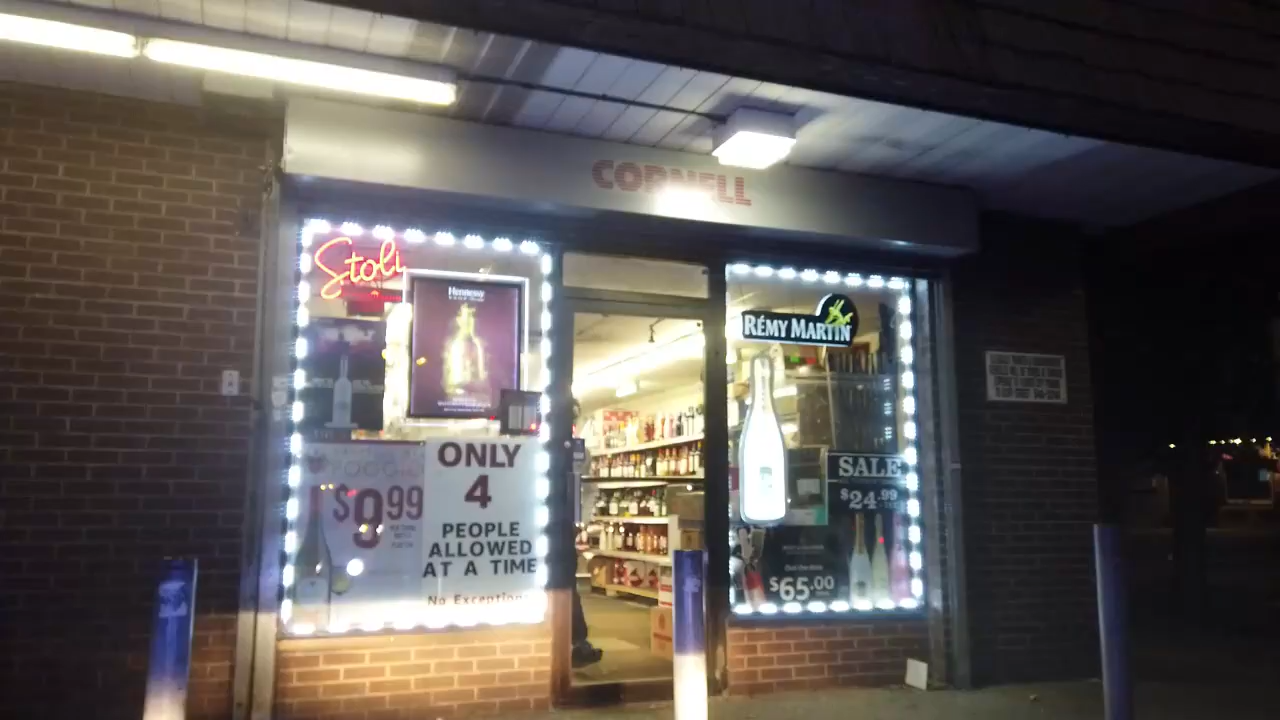 CORNELL
Stoli
Hennessy
RÉMY MARTIN
POGGIO
$9.99
ONLY
4
PEOPLE
ALLOWED
AT A TIME
No Exceptions
SALE
$24.99
$65.00